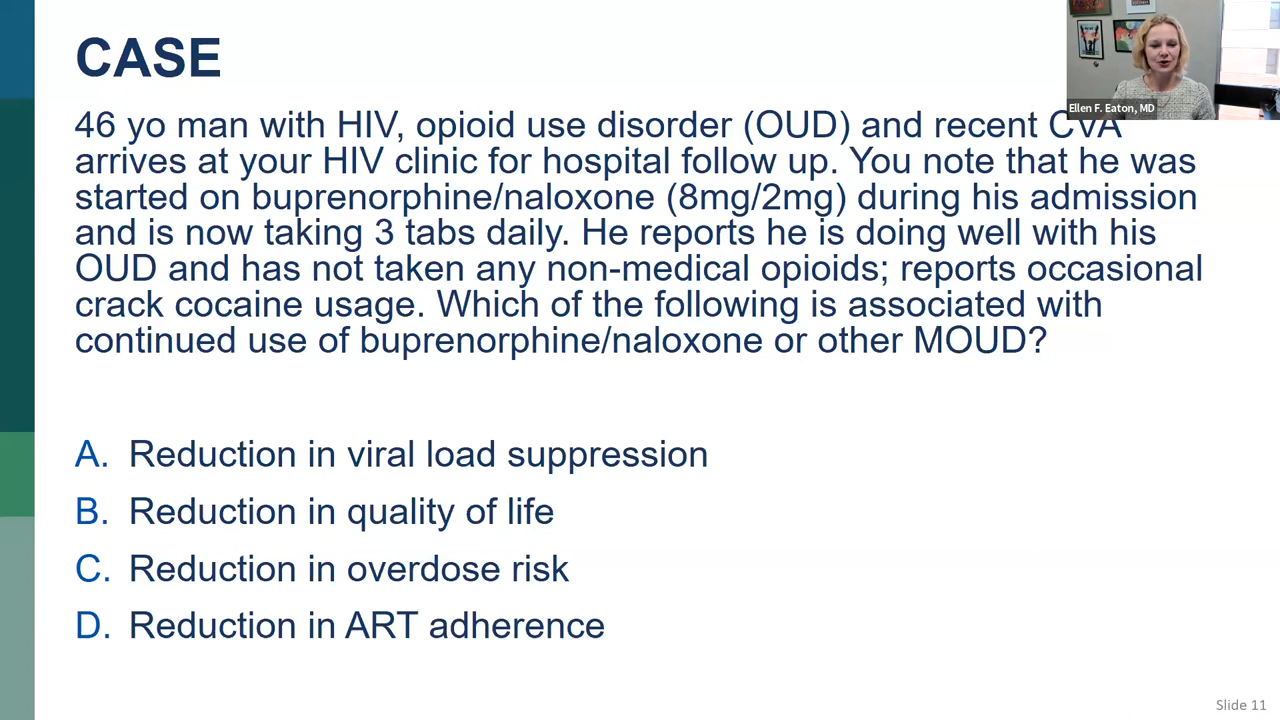 CASE
Ellen F. Eaton, MD
46 yo man with HIV, opioid use disorder (OUD) and recent CVA
arrives at your HIV clinic for hospital follow up. You note that he was
started on buprenorphine/naloxone (8mg/2mg) during his admission
and is now taking 3 tabs daily. He reports he is doing well with his
OUD and has not taken any non-medical opioids; reports occasional
crack cocaine usage. Which of the following is associated with
continued use of buprenorphine/naloxone or other MOUD?
A. Reduction in viral load suppression
B. Reduction in quality of life
C. Reduction in overdose risk
D. Reduction in ART adherence
Slide 11